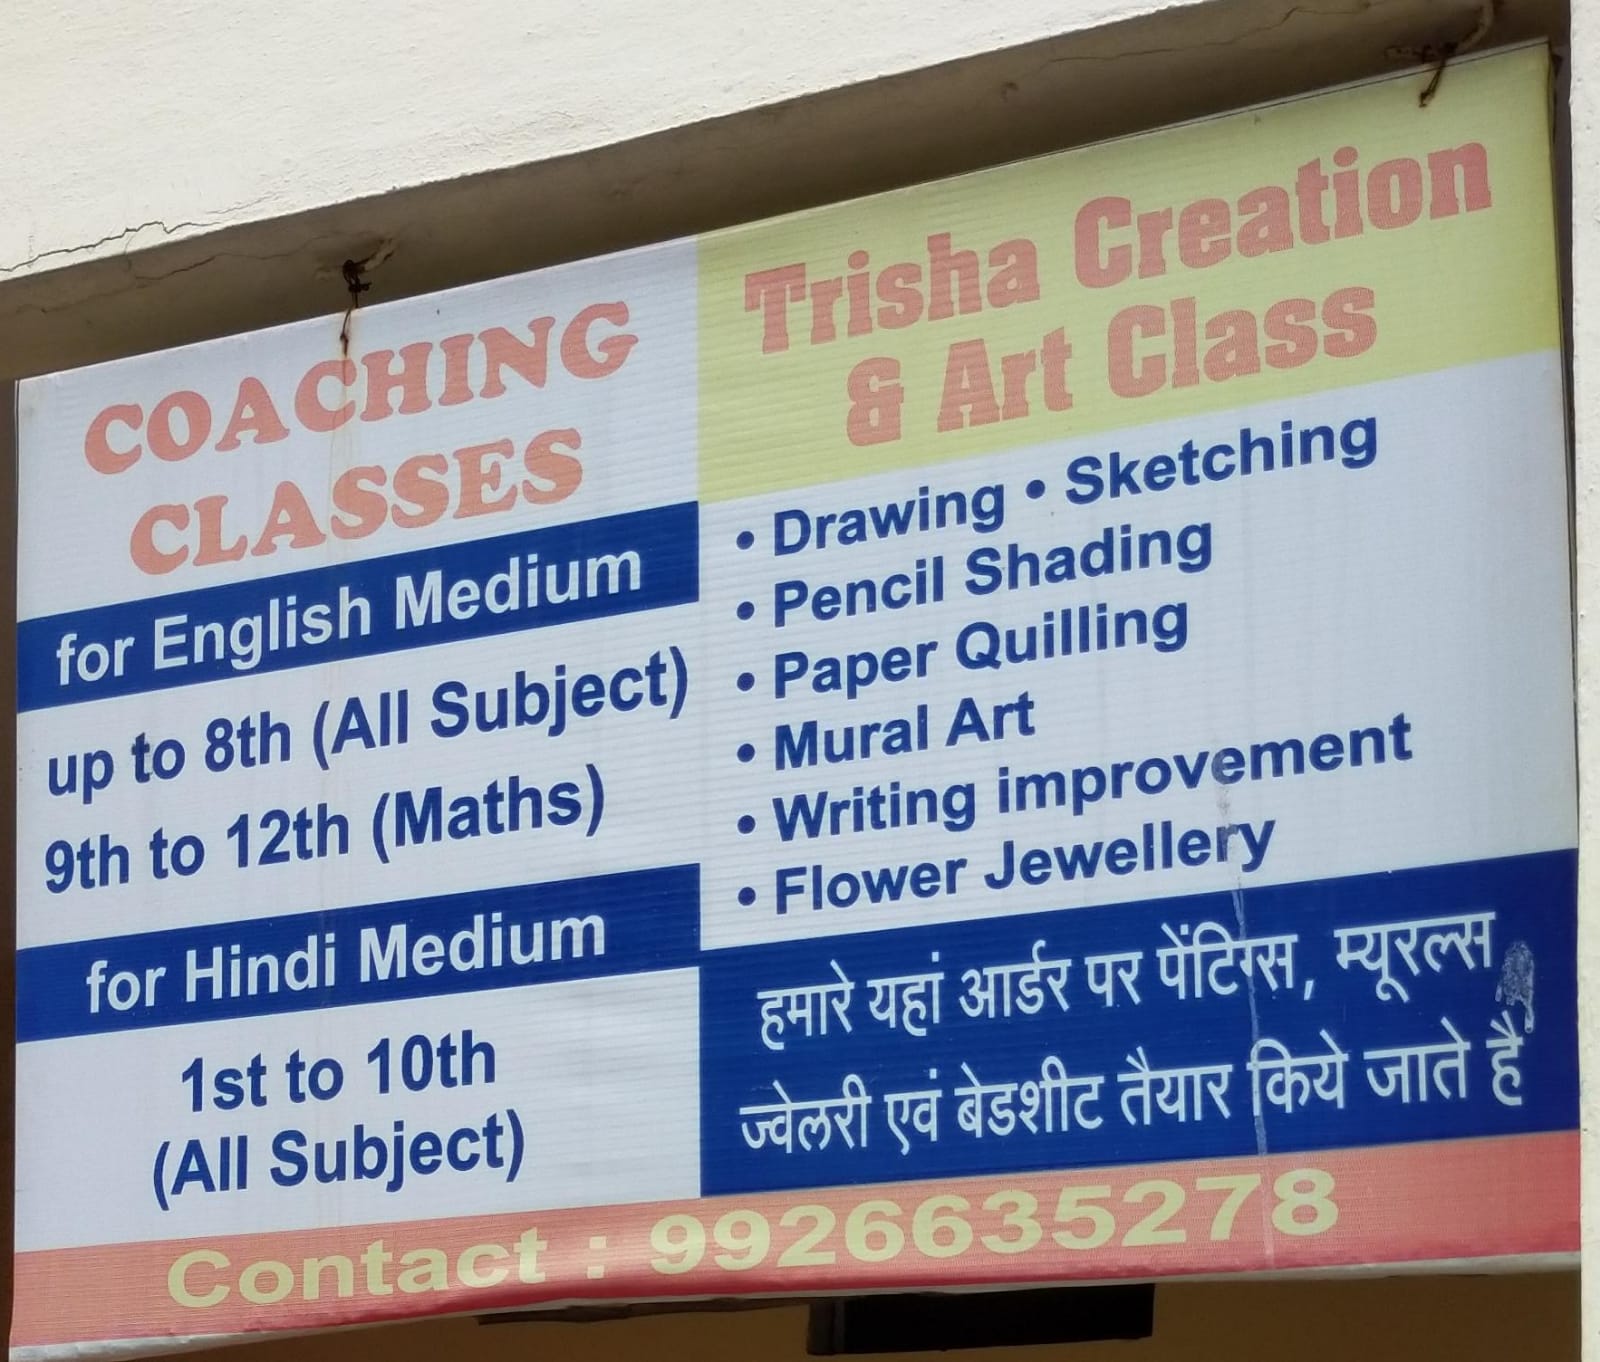 COACHING
CLASSES
for English Medium
up to 8th (All Subject)
9th to 12th (Maths)
for Hindi Medium
1st to 10th
(All Subject)
Trisha Creation
& Art Class
• Drawing • Sketching
• Pencil Shading
• Paper Quilling
• Mural Art
• Writing improvement
• Flower Jewellery
हमारे यहां आर्डर पर पेंटिग्स, म्यूरल्स
ज्वेलरी एवं बेडशीट तैयार किये जाते है
Contact : 9926635278